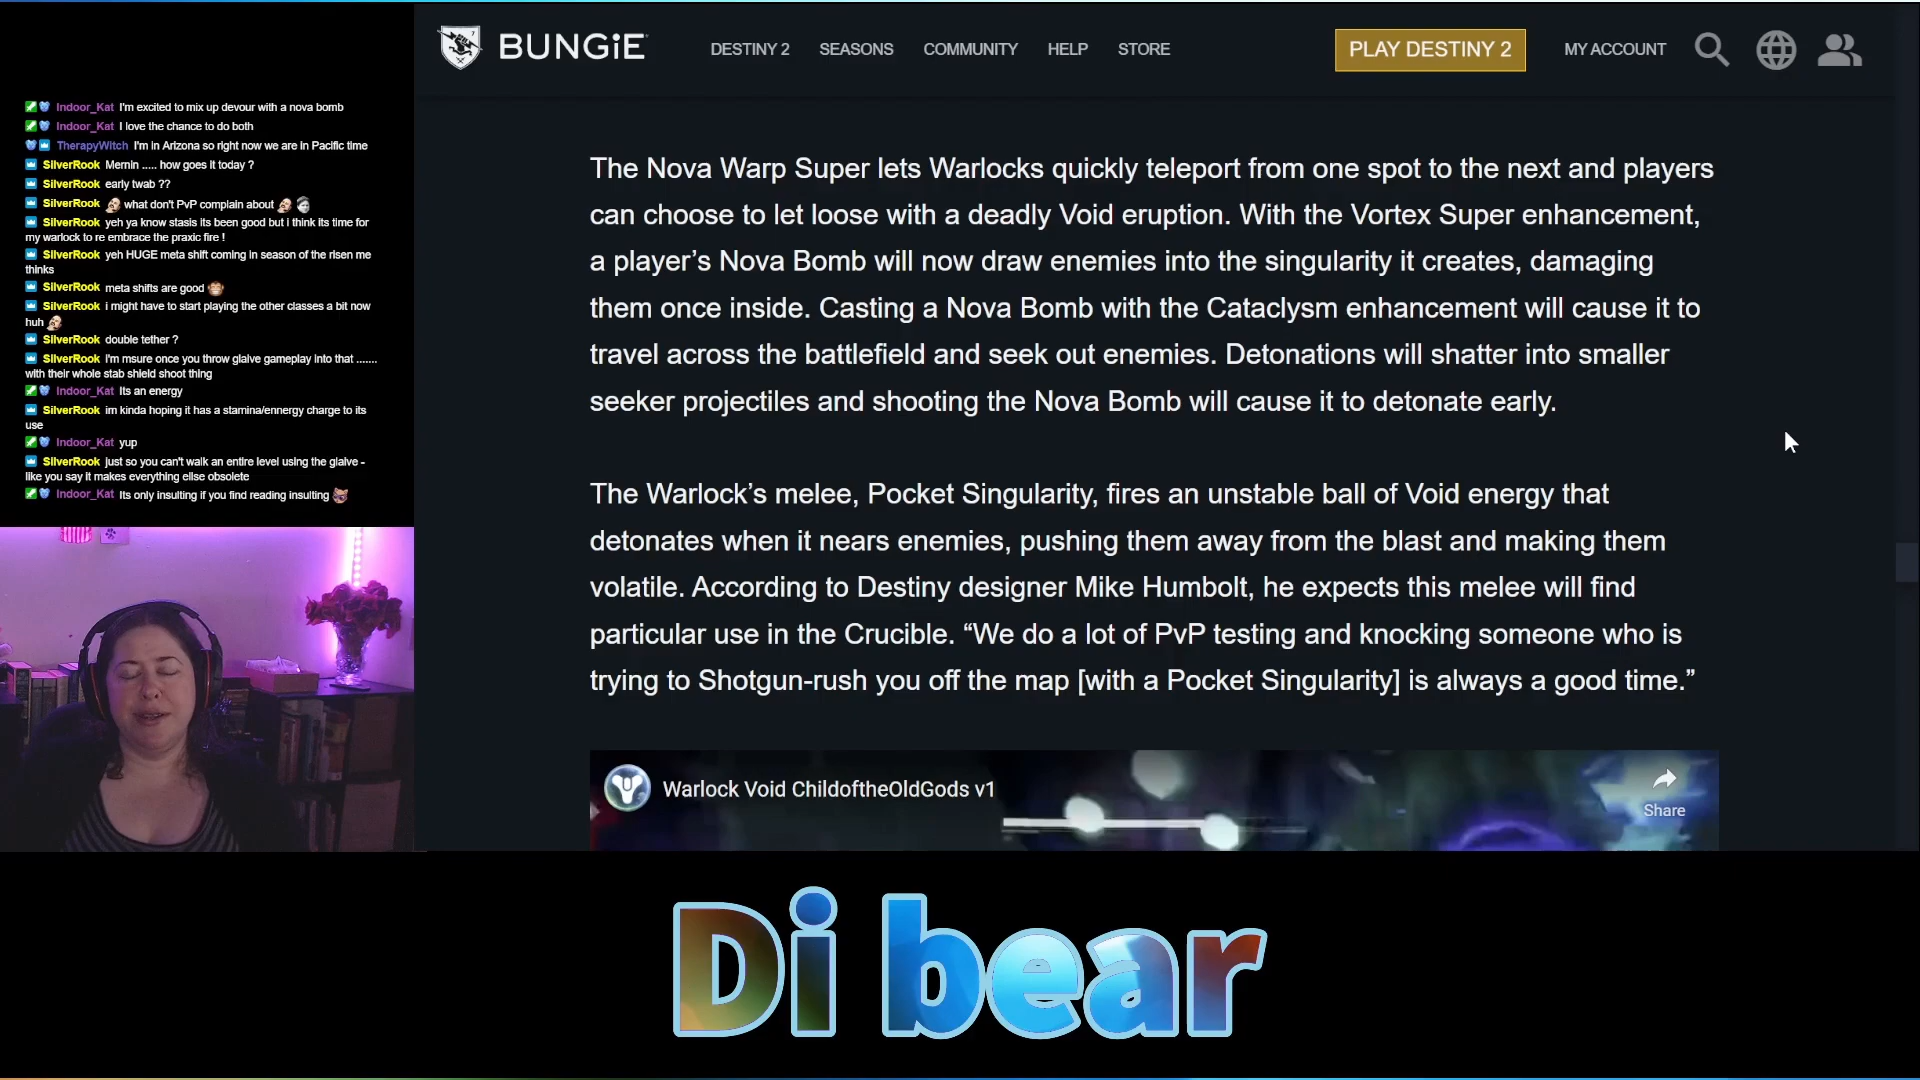 Indoor_Kat I'm excited to mix up devour with a nova bomb
Indoor_Kat I love the chance to do both
TherapyWitch I'm in Arizona so right now we are in Pacific time
SilverRook Mernin ..... how goes it today ?
SilverRook early twab ??
SilverRook what don't PvP complain about
SilverRook yeh ya know stasis its been good but i think its time for
my warlock to re embrace the praxic fire !
SilverRook yeh HUGE meta shift coming in season of the risen me
thinks
SilverRook meta shifts are good
SilverRook i might have to start playing the other classes a bit now
huh
SilverRook double tether ?
SilverRook I'm msure once you throw glaive gameplay into that .......
with their whole stab shield shoot thing
Indoor_Kat Its an energy
SilverRook im kinda hoping it has a stamina/ennergy charge to its
use
Indoor_Kat yup
SilverRook just so you can't walk an entire level using the glaive -
like you say it makes everything ellse obsolete
Indoor_Kat Its only insulting if you find reading insulting
BUNGiE
DESTINY 2 SEASONS COMMUNITY HELP STORE
PLAY DESTINY 2
MY ACCOUNT
The Nova Warp Super lets Warlocks quickly teleport from one spot to the next and players
can choose to let loose with a deadly Void eruption. With the Vortex Super enhancement,
a player’s Nova Bomb will now draw enemies into the singularity it creates, damaging
them once inside. Casting a Nova Bomb with the Cataclysm enhancement will cause it to
travel across the battlefield and seek out enemies. Detonations will shatter into smaller
seeker projectiles and shooting the Nova Bomb will cause it to detonate early.
The Warlock’s melee, Pocket Singularity, fires an unstable ball of Void energy that
detonates when it nears enemies, pushing them away from the blast and making them
volatile. According to Destiny designer Mike Humbolt, he expects this melee will find
particular use in the Crucible. “We do a lot of PvP testing and knocking someone who is
trying to Shotgun-rush you off the map [with a Pocket Singularity] is always a good time.”
Warlock Void ChildoftheOldGods v1
Share
Di bear